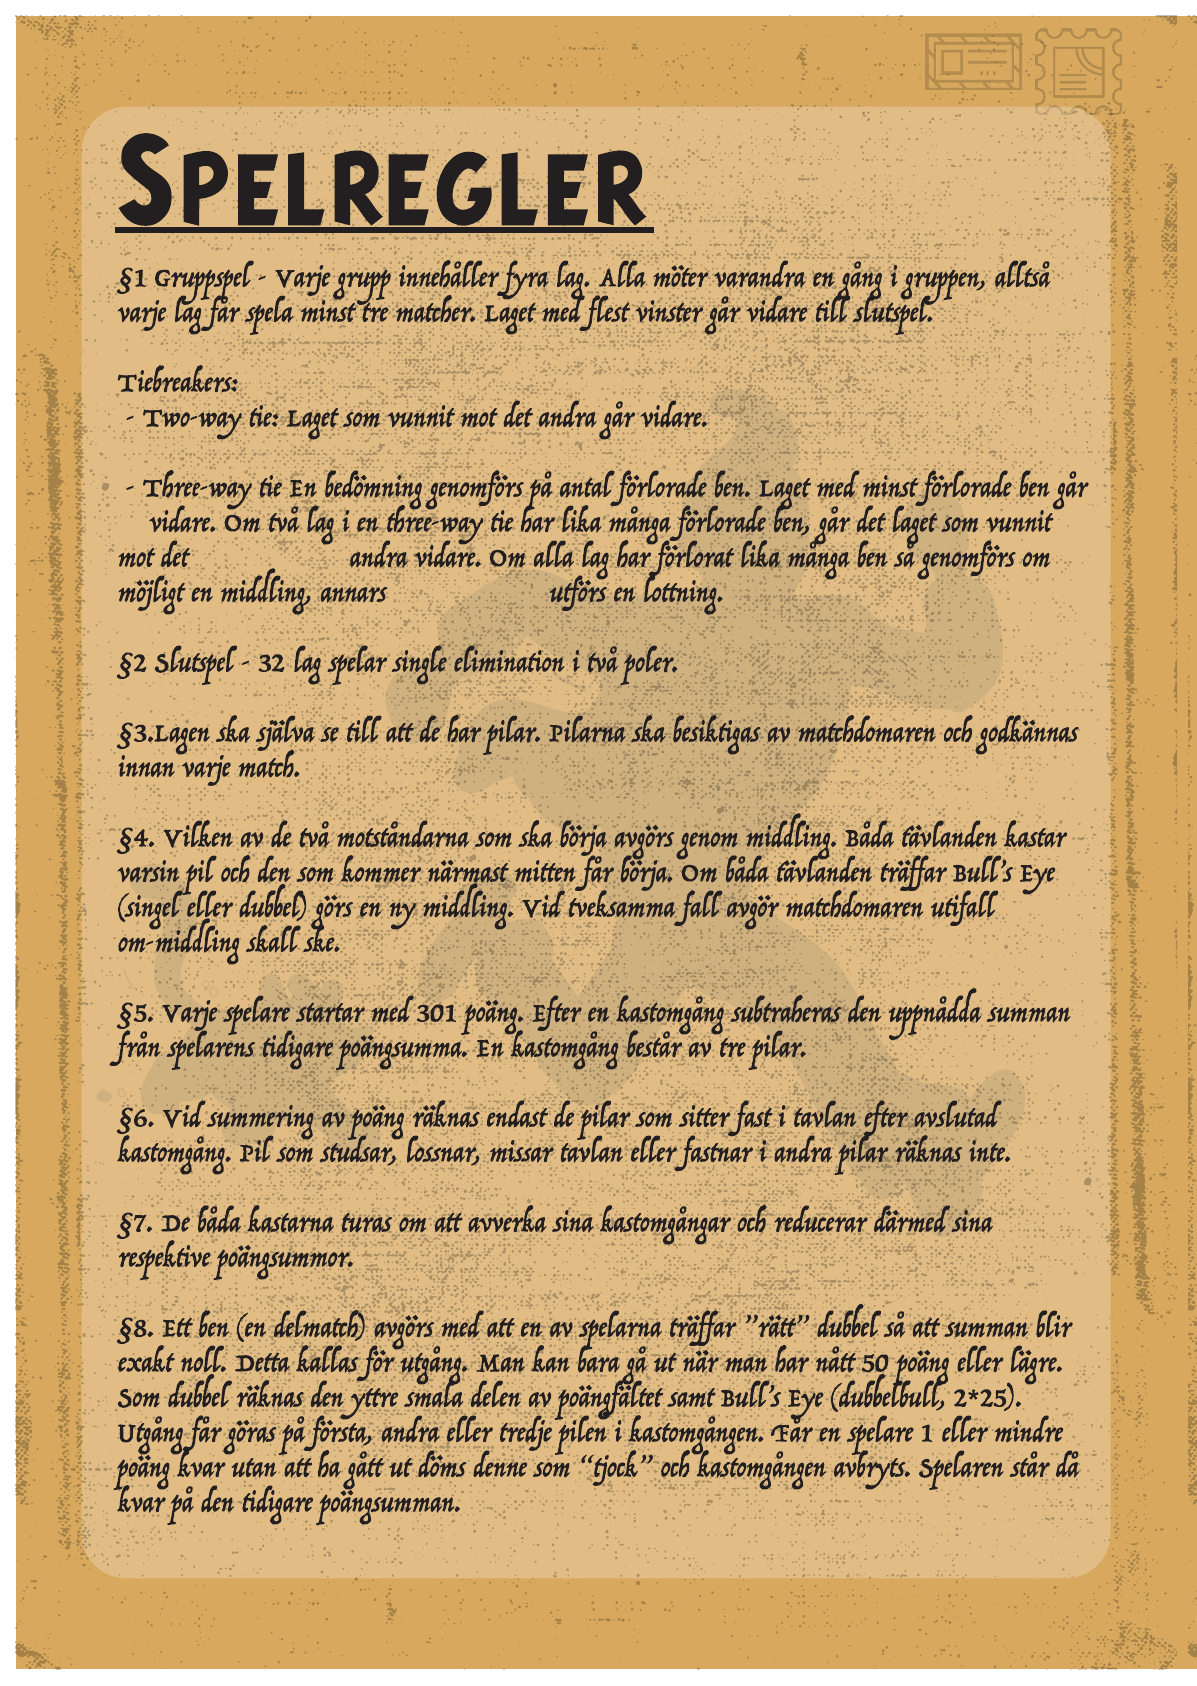 Spelregler
§1 Gruppspel - Varje grupp innehåller fyra lag. Alla möter varandra en gång i gruppen, alltså
varje lag får spela minst tre matcher. Laget med flest vinster går vidare till slutspel.
Tiebreakers:
- Two-way tie: Laget som vunnit mot det andra går vidare.
- Three-way tie En bedömning genomförs på antal förlorade ben. Laget med minst förlorade ben går
vidare. Om två lag i en three-way tie har lika många förlorade ben, går det laget som vunnit
mot det andra vidare. Om alla lag har förlorat lika många ben så genomförs om
möjligt en middling, annars utförs en lottning.
§2 Slutspel - 32 lag spelar single elimination i två poler.
§3.Lagen ska själva se till att de har pilar. Pilarna ska besiktigas av matchdomaren och godkännas
innan varje match.
§4. Vilken av de två motståndarna som ska börja avgörs genom middling. Båda tävlanden kastar
varsin pil och den som kommer närmast mitten får börja. Om båda tävlanden träffar Bull's Eye
(singel eller dubbel) görs en ny middling. Vid tveksamma fall avgör matchdomaren utifall
om-middling skall ske.
§5. Varje spelare startar med 301 poäng. Efter en kastomgång subtraheras den uppnådda summan
från spelarens tidigare poängsumma. En kastomgång består av tre pilar.
§6. Vid summering av poäng räknas endast de pilar som sitter fast i tavlan efter avslutad
kastomgång. Pil som studsar, lossnar, missar tavlan eller fastnar i andra pilar räknas inte.
§7. De båda kastarna turas om att avverka sina kastomgångar och reducerar därmed sina
respektive poängsummor.
§8. Ett ben (en delmatch) avgörs med att en av spelarna träffar ”rätt” dubbel så att summan blir
exakt noll. Detta kallas för utgång. Man kan bara gå ut när man har nått 50 poäng eller lägre.
Som dubbel räknas den yttre smala delen av poängfältet samt Bull's Eye (dubbelbull, 2*25).
Utgång får göras på första, andra eller tredje pilen i kastomgången. Får en spelare 1 eller mindre
poäng kvar utan att ha gått ut döms denne som “tjock” och kastomgången avbryts. Spelaren står då
kvar på den tidigare poängsumman.